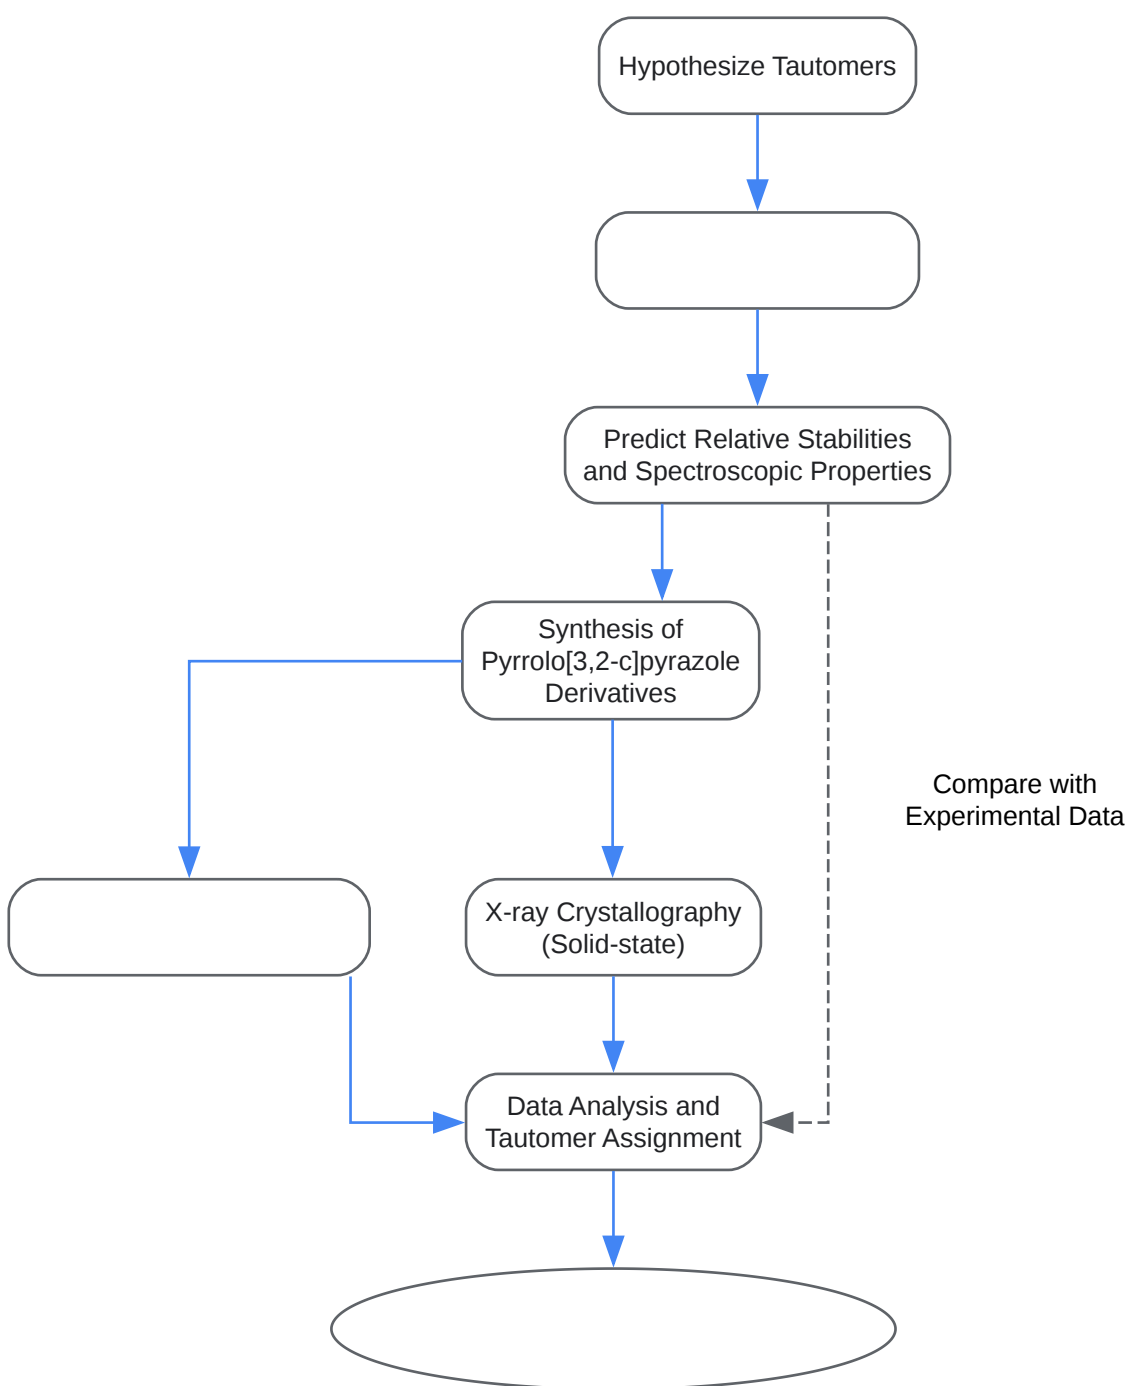 Hypothesize Tautomers
Predict Relative Stabilities
and Spectroscopic Properties
Synthesis of
Pyrrolo[3,2-c]pyrazole
Derivatives
Compare with
Experimental Data
X-ray Crystallography
(Solid-state)
Data Analysis and
Tautomer Assignment